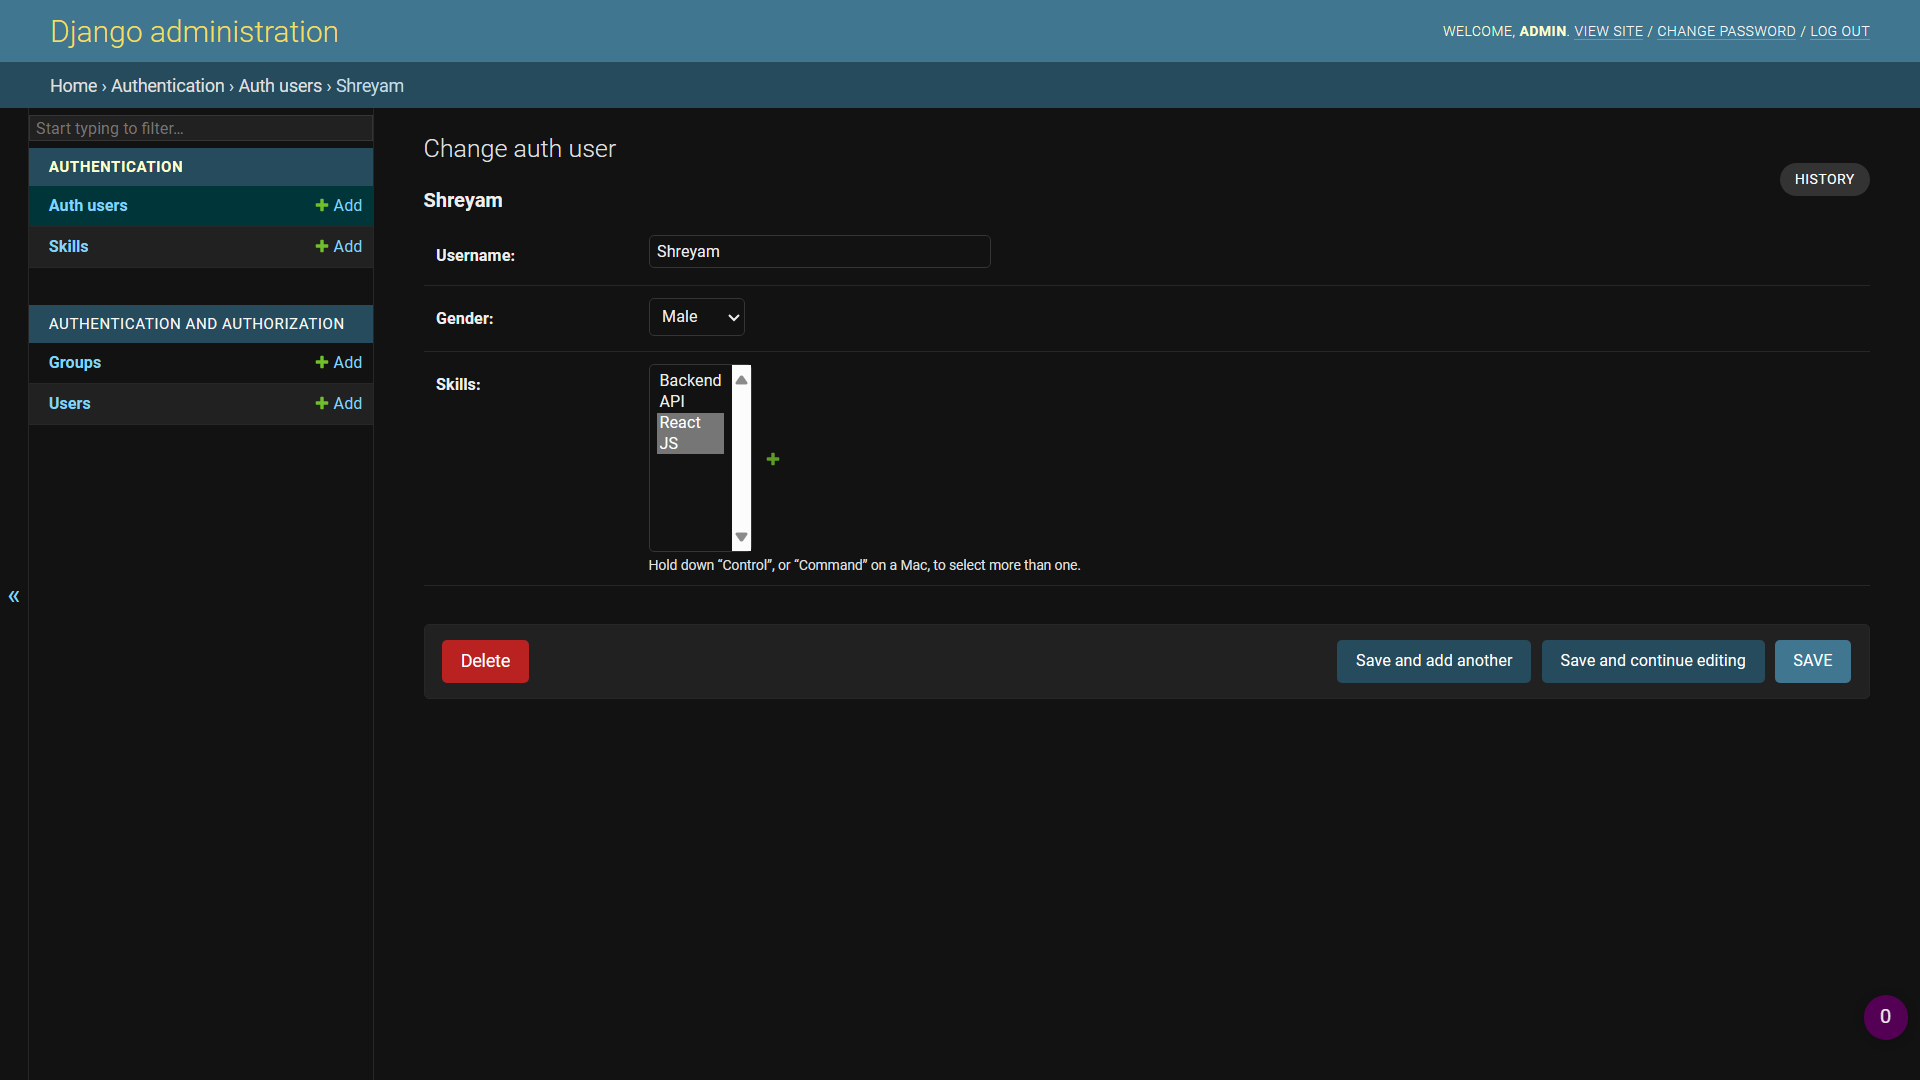 Django administration
WELCOME, ADMIN. VIEW SITE / CHANGE PASSWORD / LOG OUT
Home › Authentication › Auth users › Shreyam
Start typing to filter...
AUTHENTICATION
Auth users
Add
Skills
Add
AUTHENTICATION AND AUTHORIZATION
Groups
Add
Users
Add
«
Change auth user
HISTORY
Shreyam
Username:
Shreyam
Gender:
Male
Skills:
Backend
API
React
JS
Hold down “Control”, or “Command” on a Mac, to select more than one.
Delete
Save and add another
Save and continue editing
SAVE
0